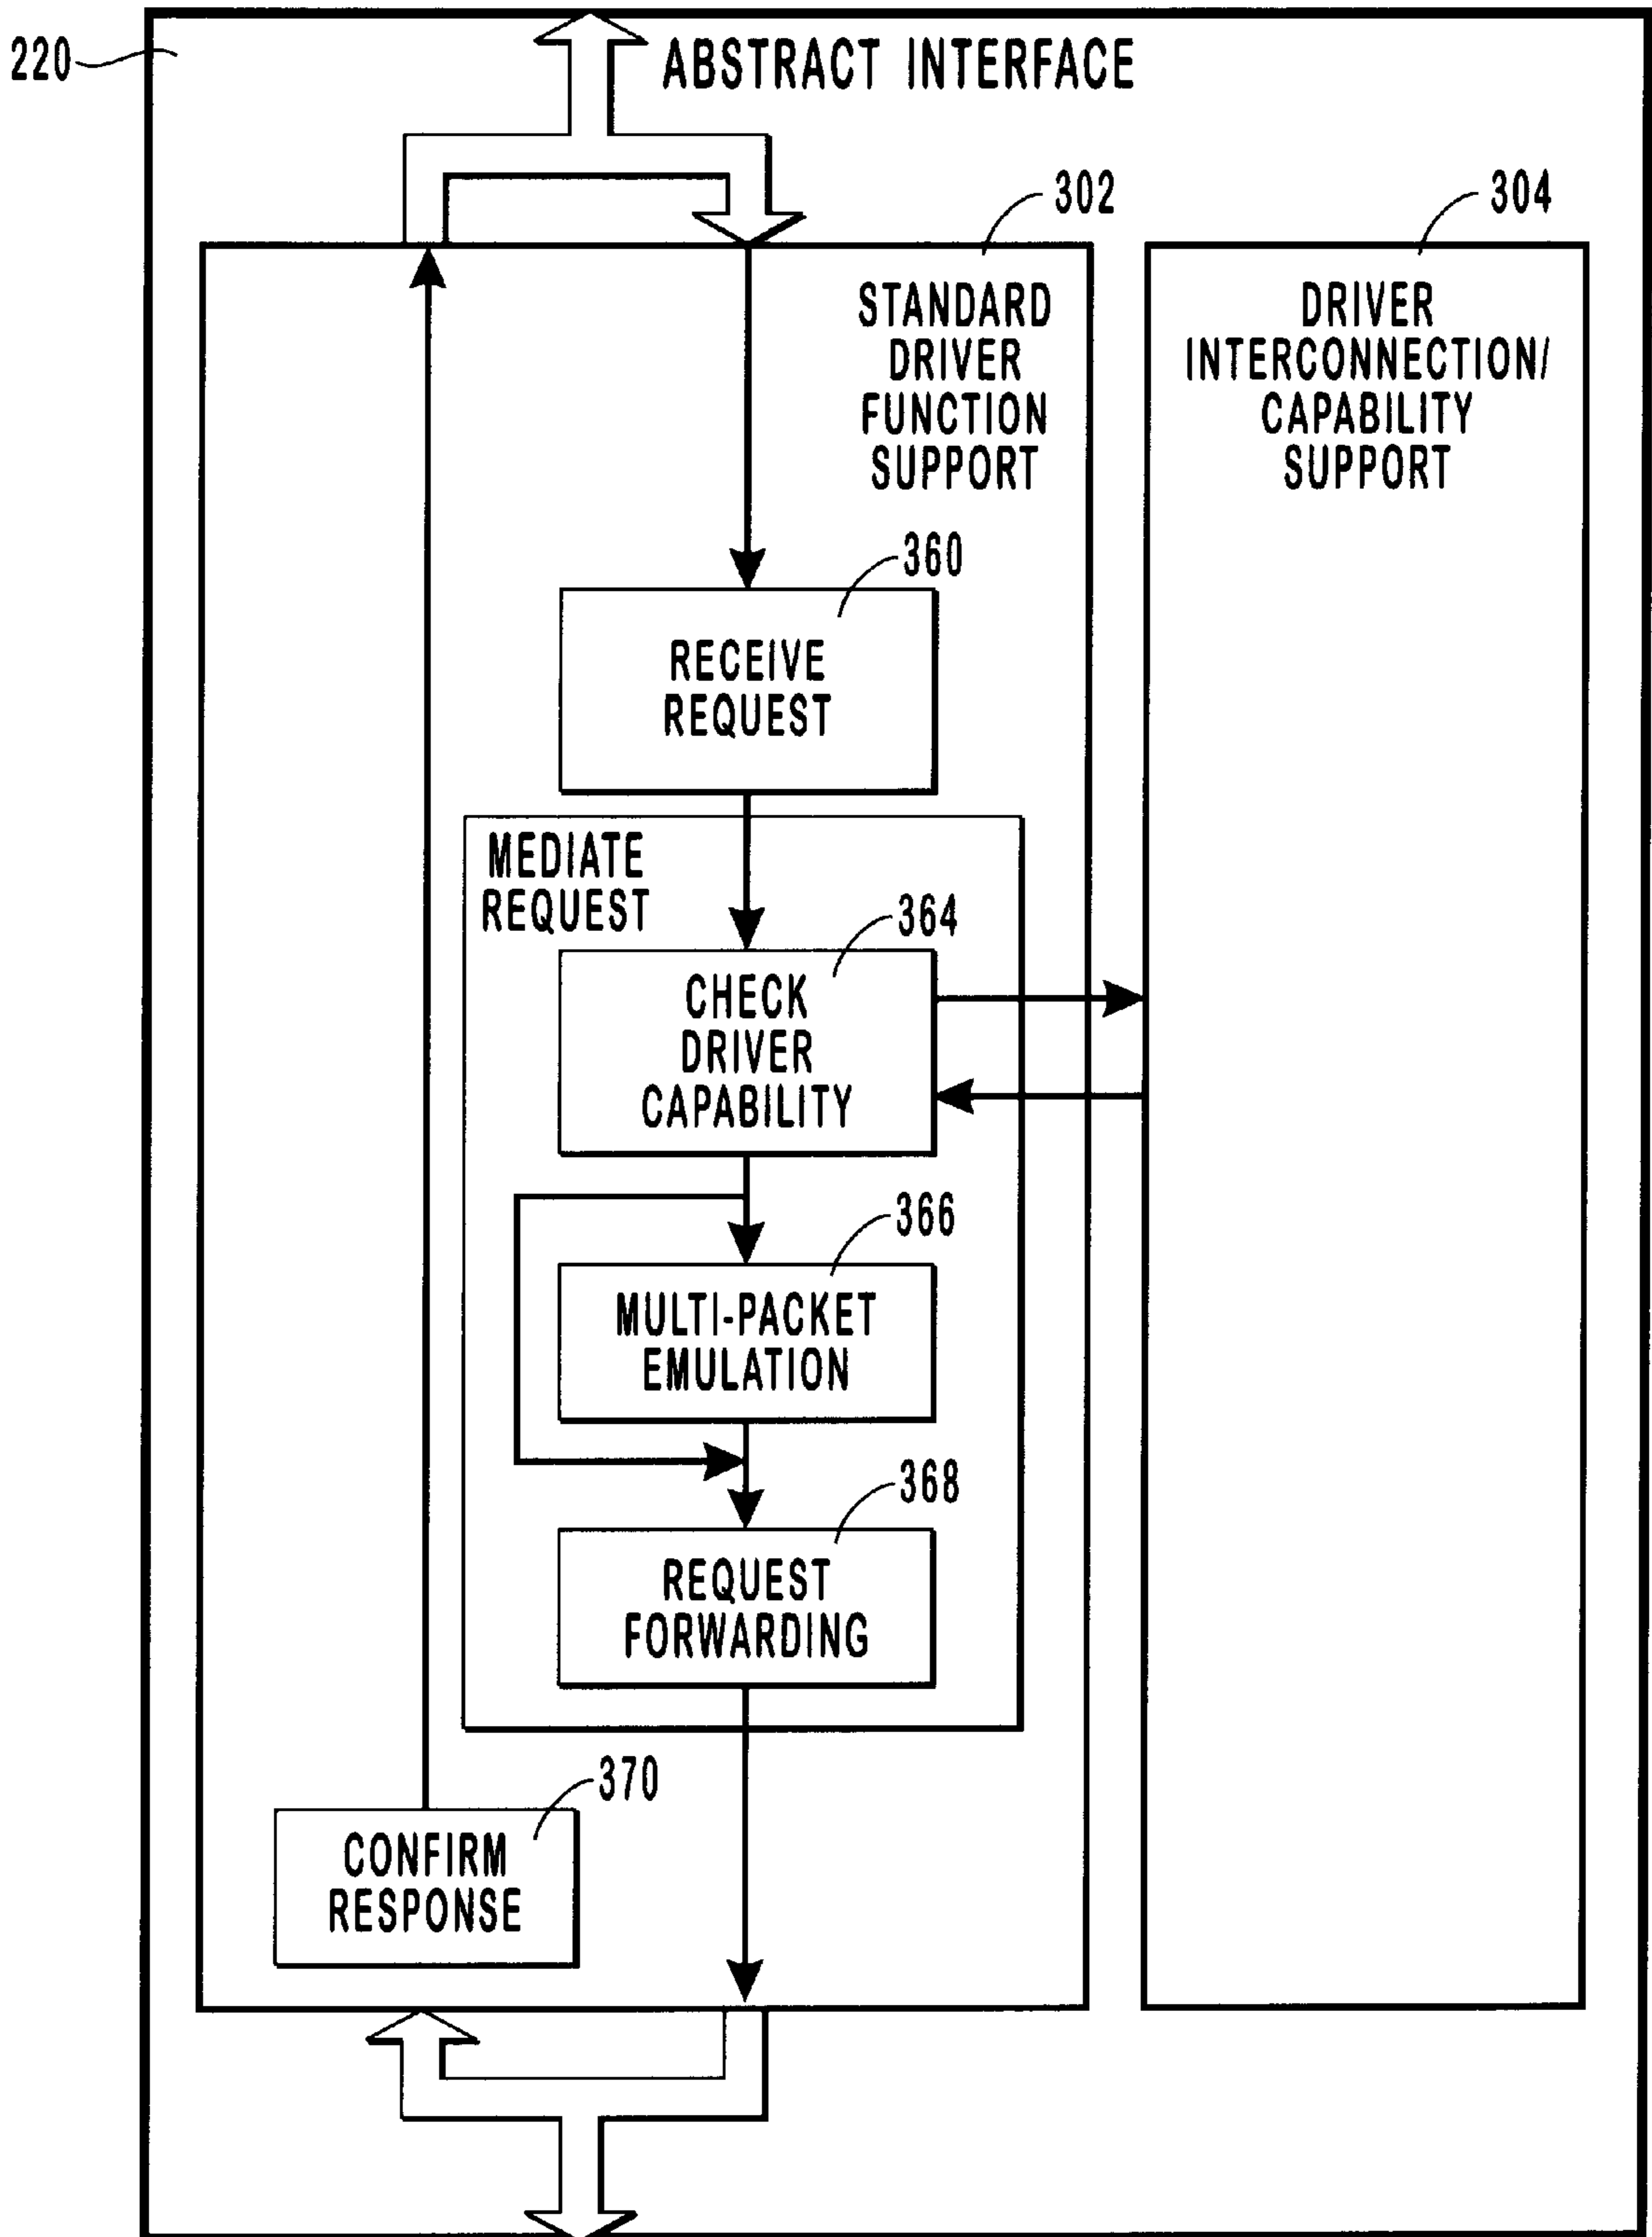 220
ABSTRACT INTERFACE
302
304
STANDARD
DRIVER
FUNCTION
SUPPORT
DRIVER
INTERCONNECTION/
CAPABILITY
SUPPORT
360
RECEIVE
REQUEST
MEDIATE
REQUEST
364
CHECK
DRIVER
CAPABILITY
366
MULTI-PACKET
EMULATION
368
REQUEST
FORWARDING
370
CONFIRM
RESPONSE